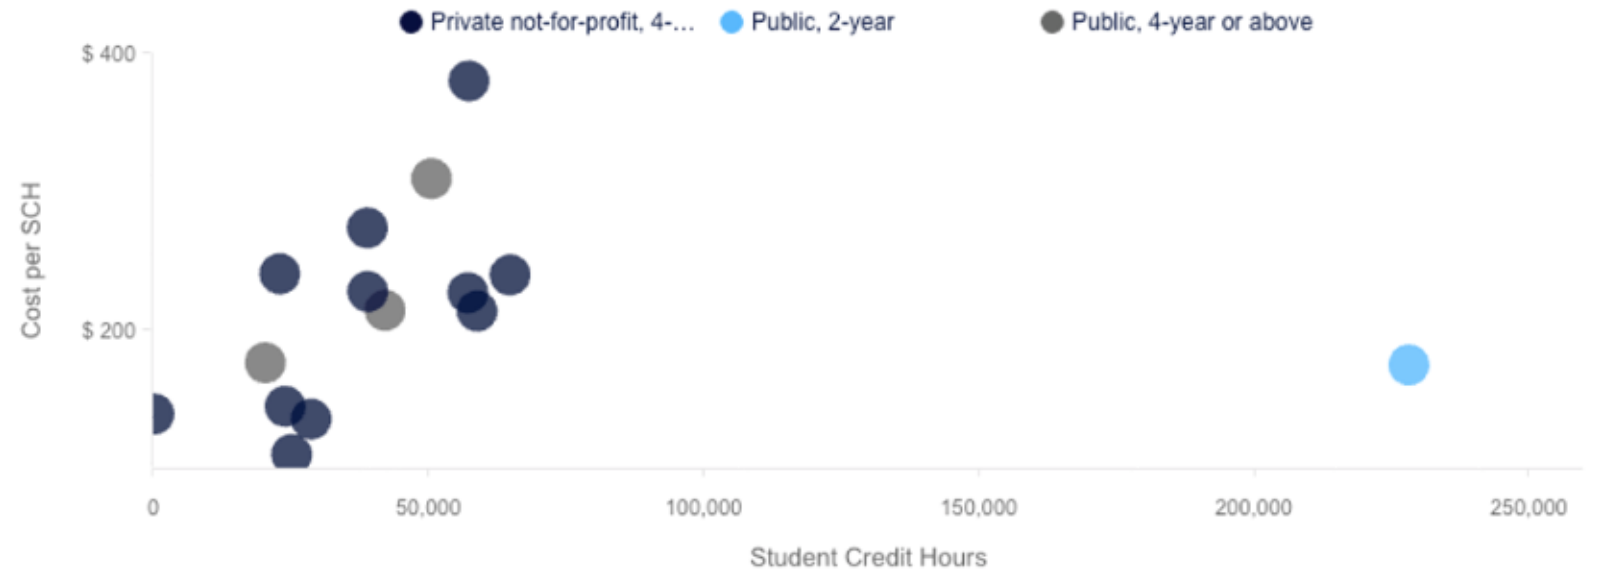 Private not-for-profit, 4-... Public, 2-year Public, 4-year or above
$ 400
Cost per SCH
$ 200
0 50,000 100,000 150,000 200,000 250,000
Student Credit Hours